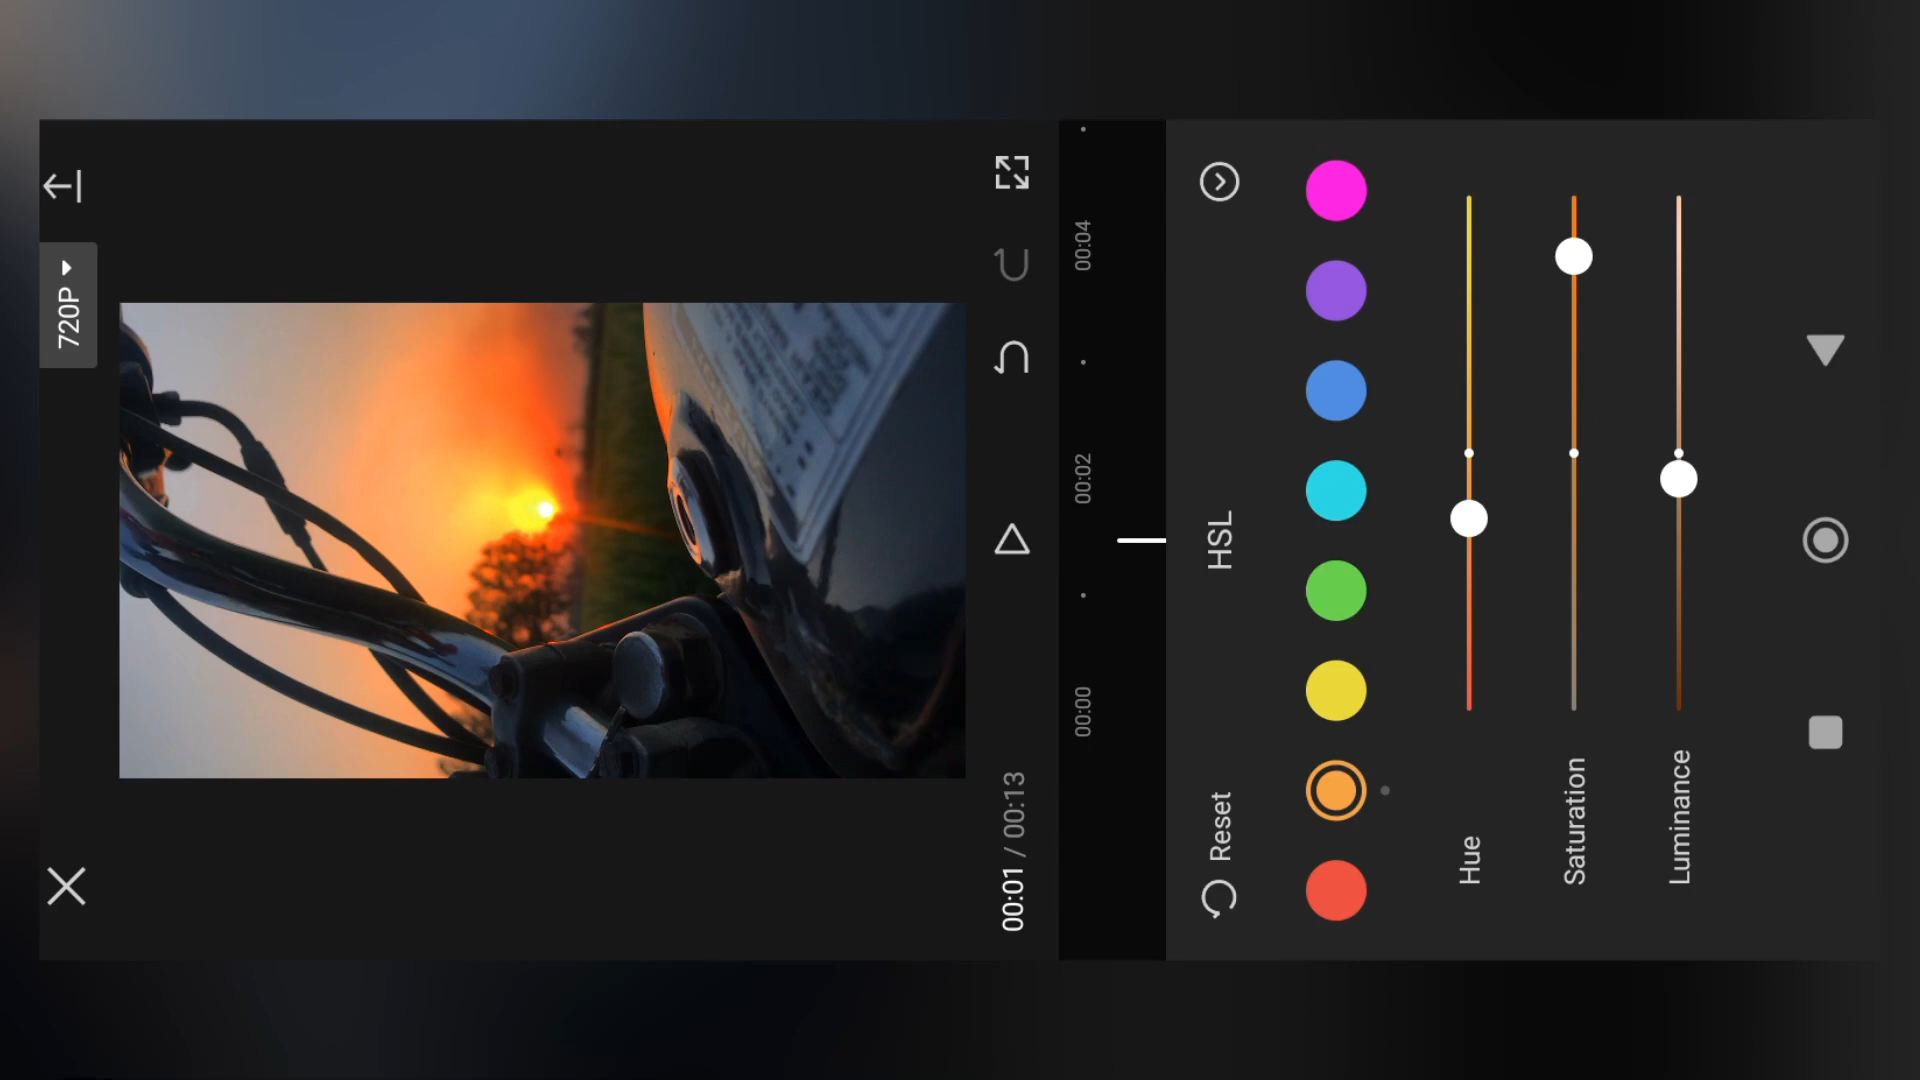 720P
00:01 / 00:13
00:00
00:02
00:04
Reset
HSL
Hue
Saturation
Luminance